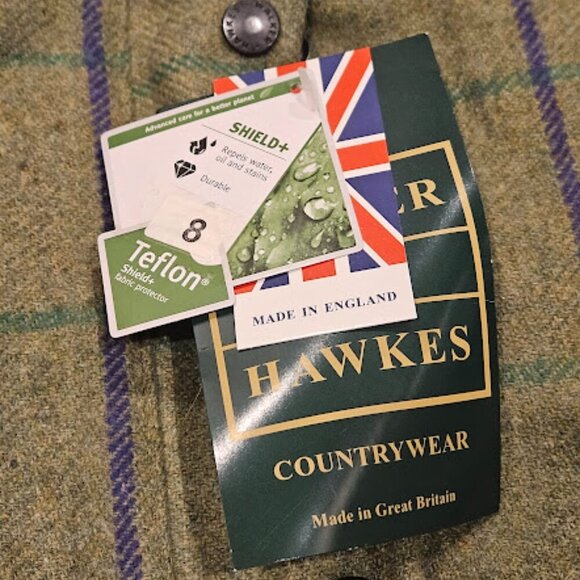 Advanced care for a better planet
SHIELD+
Repels water,
oil and stains
Durable
8
Teflon®
Shield+
fabric protector
MADE IN ENGLAND
ER
HAWKES
COUNTRYWEAR
Made in Great Britain